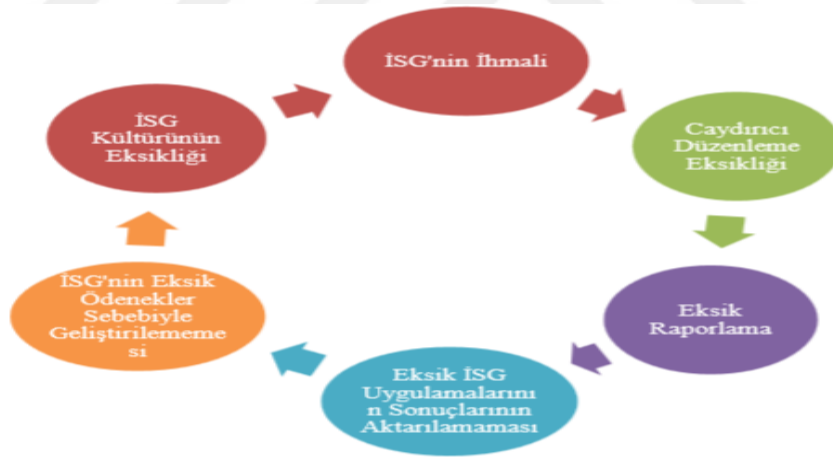 İSG'nin İhmali
Caydırıcı
Düzenleme
Eksikliği
Eksik
Raporlama
Eksik İSG
Uygulamalarını
n Sonuçlarının
Aktarılamaması
İSG'nin Eksik
Ödenekler
Sebebiyle
Geliştirilememe
si
İSG
Kültürünün
Eksikliği